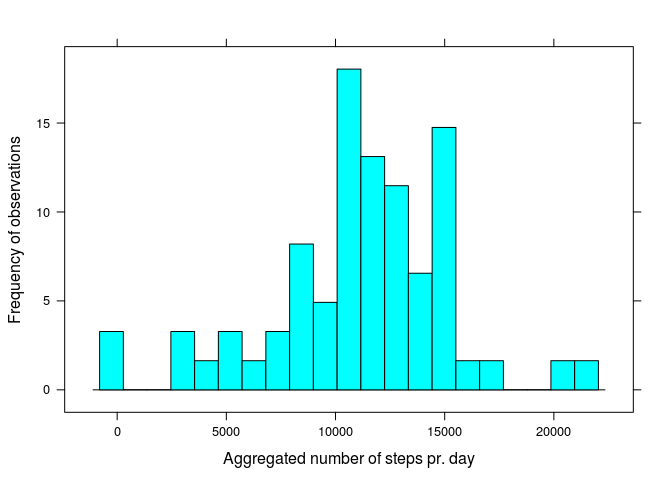 Frequency of observations
15
10
5
0
0 5000 10000 15000 20000
Aggregated number of steps pr. day